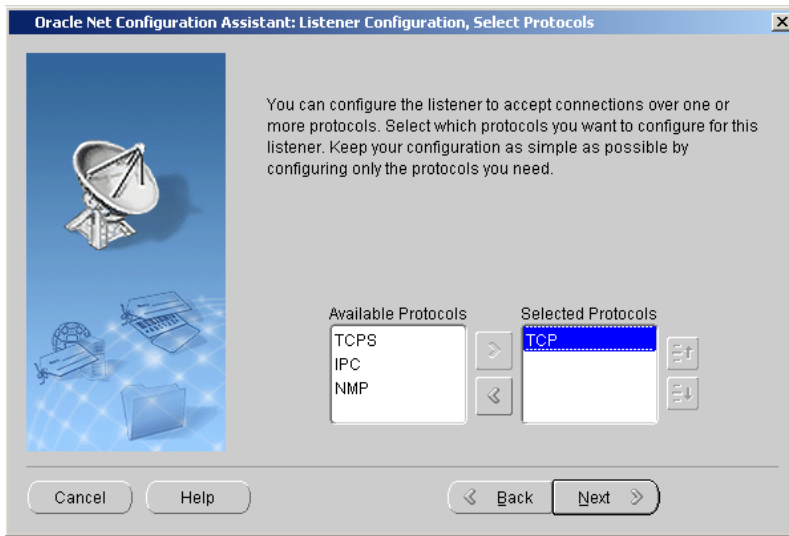 Oracle Net Configuration Assistant: Listener Configuration, Select Protocols
You can configure the listener to accept connections over one or
more protocols. Select which protocols you want to configure for this
listener. Keep your configuration as simple as possible by
configuring only the protocols you need.
Available Protocols
Selected Protocols
TCPS
IPC
NMP
TCP
Cancel
Help
Back
Next